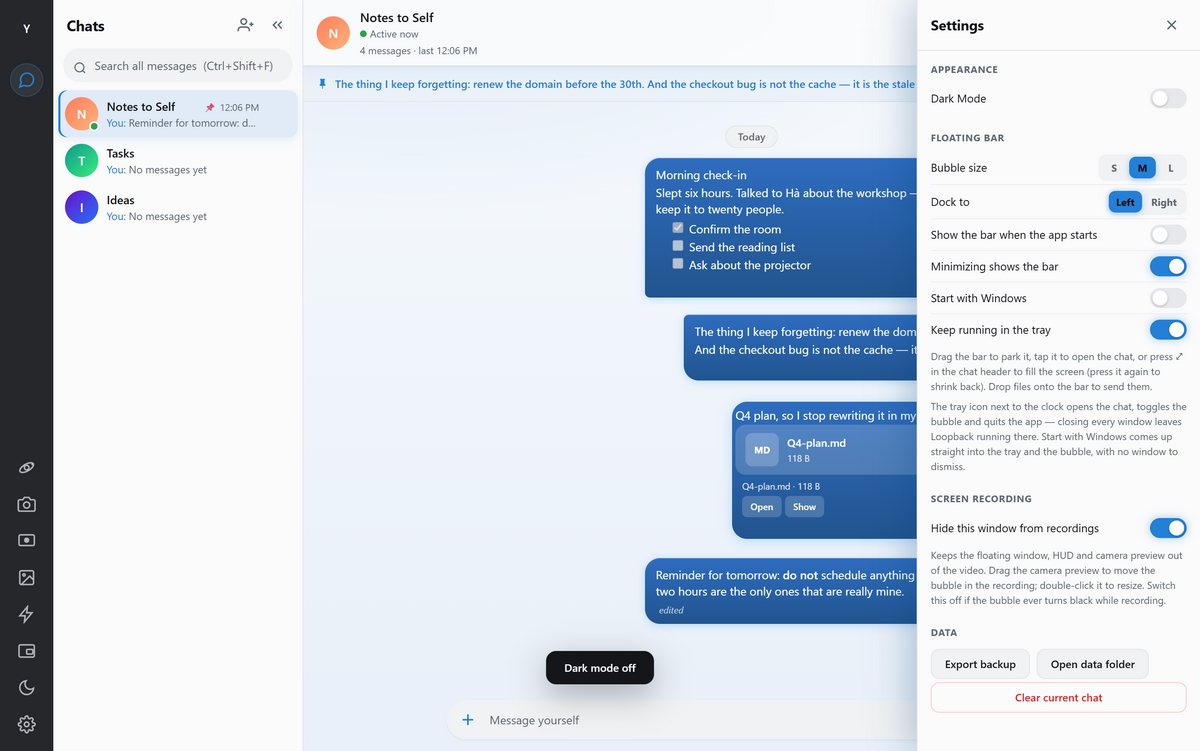 Y
Chats
Search all messages (Ctrl+Shift+F)
N
Notes to Self
12:06 PM
You: Reminder for tomorrow: d...
T
Tasks
You: No messages yet
I
Ideas
You: No messages yet
N
Notes to Self
Active now
4 messages · last 12:06 PM
The thing I keep forgetting: renew the domain before the 30th. And the checkout bug is not the cache — it is the stale
Today
Morning check-in
Slept six hours. Talked to Hà about the workshop —
keep it to twenty people.
Confirm the room
Send the reading list
Ask about the projector
The thing I keep forgetting: renew the dom
And the checkout bug is not the cache — it
Q4 plan, so I stop rewriting it in my
MD
Q4-plan.md
118 B
Q4-plan.md · 118 B
Open
Show
Reminder for tomorrow: do not schedule anything
two hours are the only ones that are really mine.
edited
Dark mode off
Message yourself
Settings
APPEARANCE
Dark Mode
FLOATING BAR
Bubble size
S
M
L
Dock to
Left
Right
Show the bar when the app starts
Minimizing shows the bar
Start with Windows
Keep running in the tray
Drag the bar to park it, tap it to open the chat, or press ⤢
in the chat header to fill the screen (press it again to
shrink back). Drop files onto the bar to send them.
The tray icon next to the clock opens the chat, toggles the
bubble and quits the app — closing every window leaves
Loopback running there. Start with Windows comes up
straight into the tray and the bubble, with no window to
dismiss.
SCREEN RECORDING
Hide this window from recordings
Keeps the floating window, HUD and camera preview out
of the video. Drag the camera preview to move the
bubble in the recording; double-click it to resize. Switch
this off if the bubble ever turns black while recording.
DATA
Export backup
Open data folder
Clear current chat